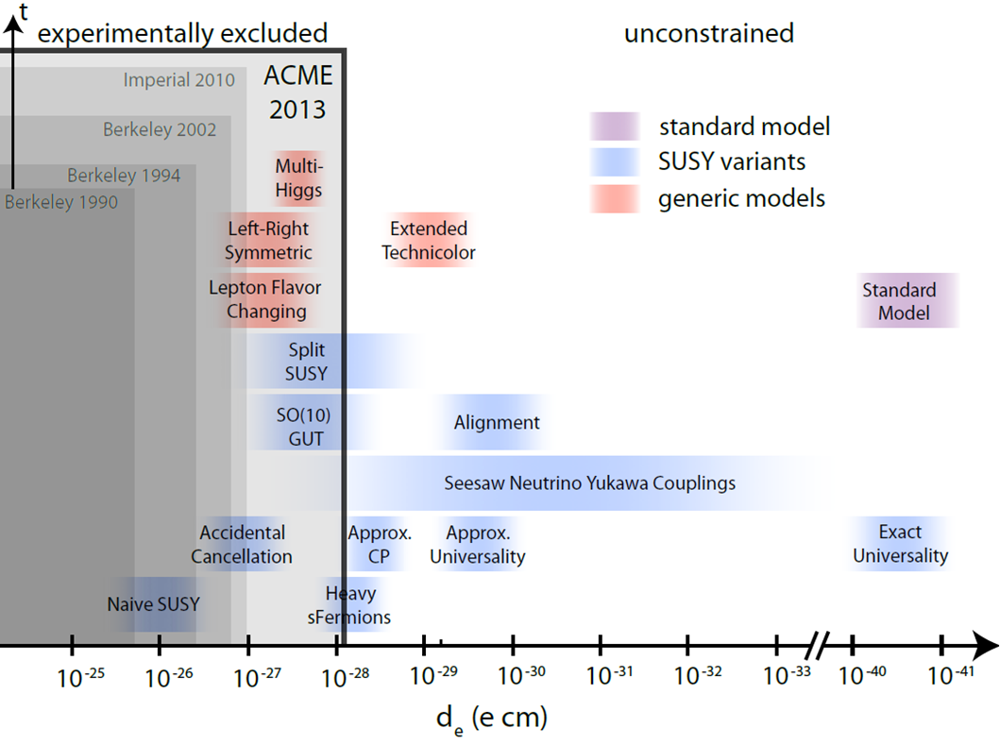 t
experimentally excluded
unconstrained
Imperial 2010
ACME
2013
Berkeley 2002
Berkeley 1994
Berkeley 1990
standard model
SUSY variants
generic models
Multi-
Higgs
Left-Right
Symmetric
Extended
Technicolor
Lepton Flavor
Changing
Standard
Model
Split
SUSY
SO(10)
GUT
Alignment
Seesaw Neutrino Yukawa Couplings
Accidental
Cancellation
Approx.
CP
Approx.
Universality
Exact
Universality
Naive SUSY
Heavy
sFermions
10⁻²⁵ 10⁻²⁶ 10⁻²⁷ 10⁻²⁸ 10⁻²⁹ 10⁻³⁰ 10⁻³¹ 10⁻³² 10⁻³³ 10⁻⁴⁰ 10⁻⁴¹
dₑ (e cm)